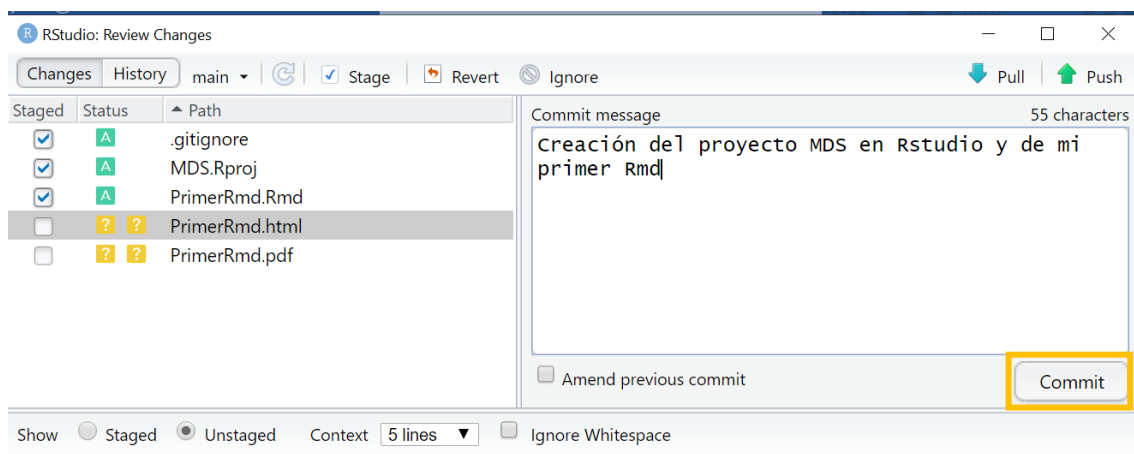 R RStudio: Review Changes
Changes History main Stage Revert Ignore Pull Push
Staged Status Path
A .gitignore
A MDS.Rproj
A PrimerRmd.Rmd
? ? PrimerRmd.html
? ? PrimerRmd.pdf
Commit message 55 characters
Creación del proyecto MDS en Rstudio y de mi
primer Rmd
Amend previous commit Commit
Show Staged Unstaged Context 5 lines Ignore Whitespace